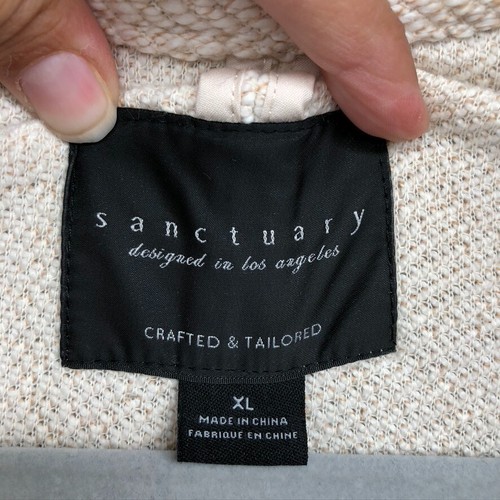 sanctuary
designed in los angeles
CRAFTED & TAILORED
XL
MADE IN CHINA
FABRIQUE EN CHINE